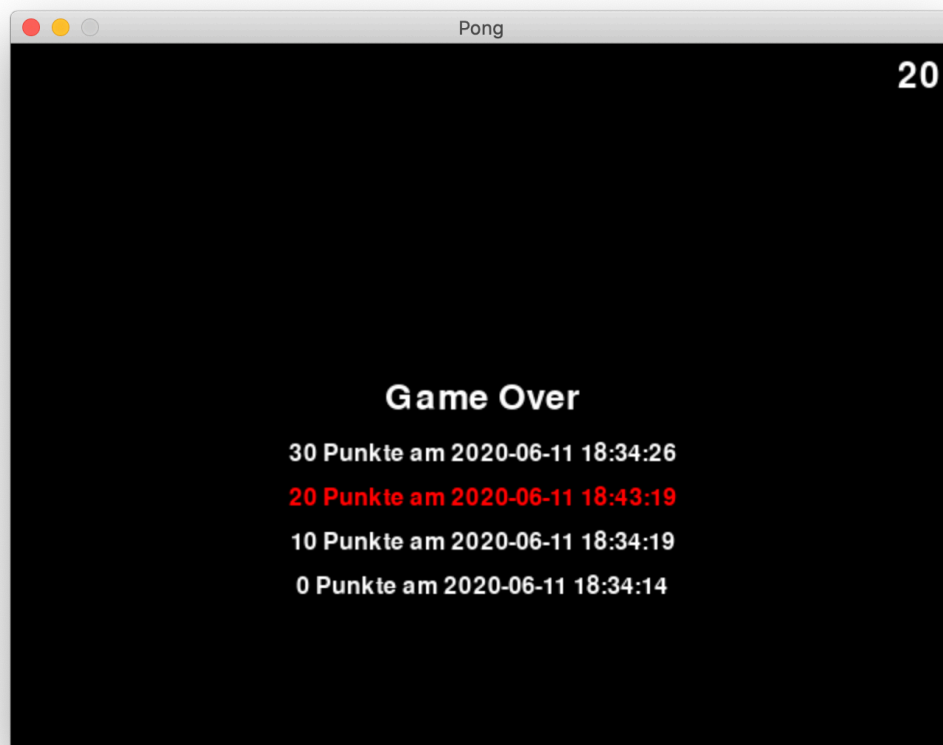 Pong
20
Game Over
30 Punkte am 2020-06-11 18:34:26
20 Punkte am 2020-06-11 18:43:19
10 Punkte am 2020-06-11 18:34:19
0 Punkte am 2020-06-11 18:34:14